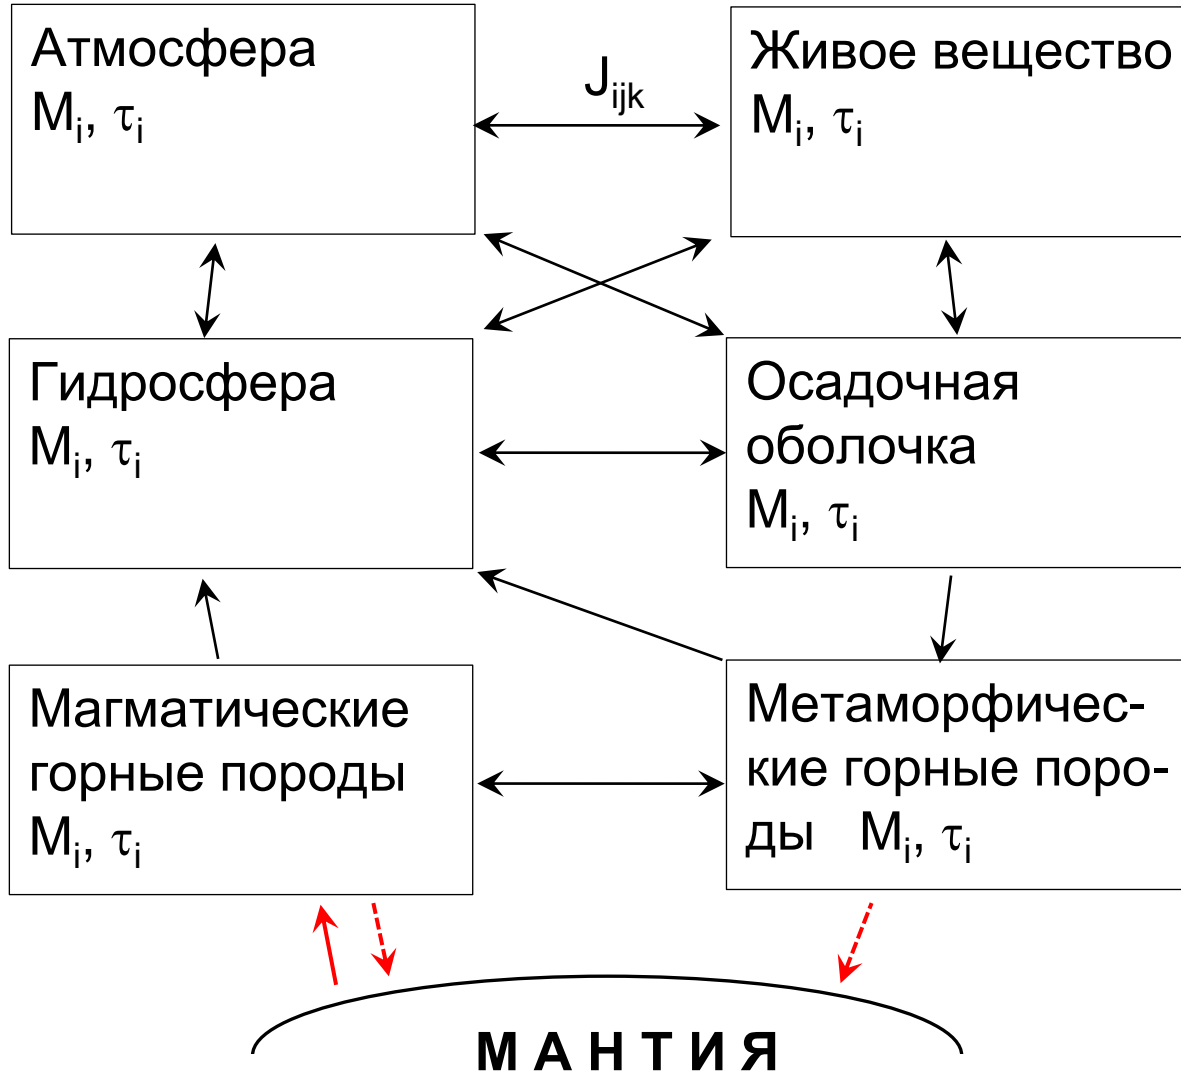 Атмосфера
Mᵢ, τᵢ
Jᵢⱼₖ
Живое вещество
Mᵢ, τᵢ
Гидросфера
Mᵢ, τᵢ
Осадочная
оболочка
Mᵢ, τᵢ
Магматические
горные породы
Mᵢ, τᵢ
Метаморфичес-
кие горные поро-
ды Mᵢ, τᵢ
М А Н Т И Я